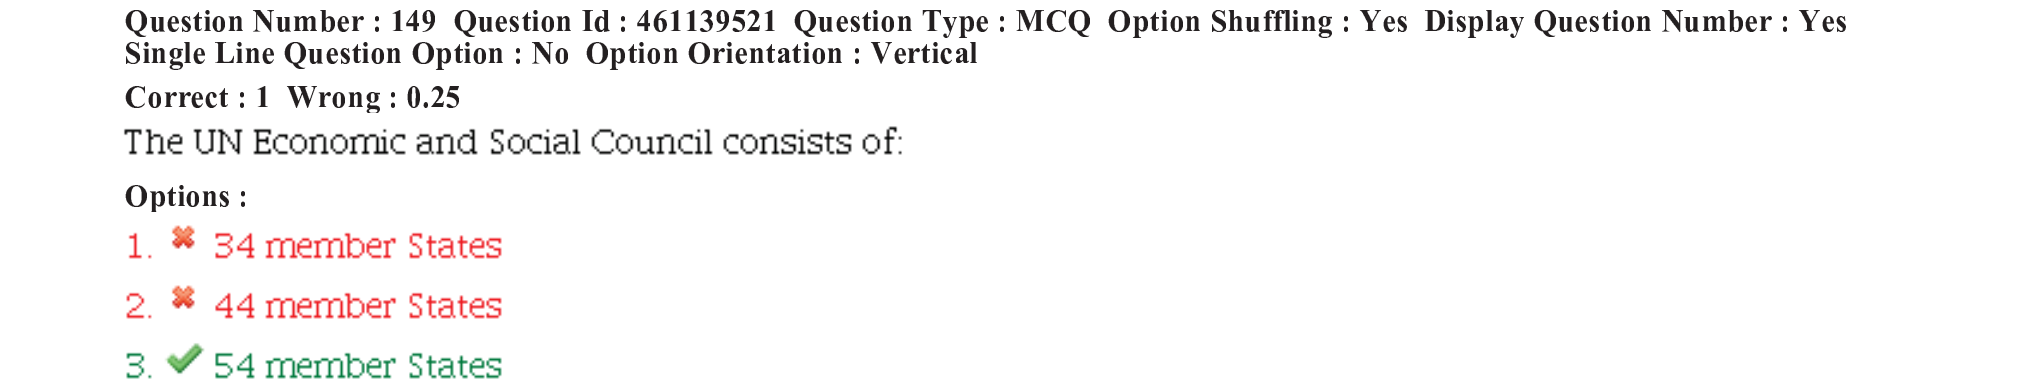 Question Number : 149 Question Id : 461139521 Question Type : MCQ Option Shuffling : Yes Display Question Number : Yes
Single Line Question Option : No Option Orientation : Vertical
Correct : 1 Wrong : 0.25
The UN Economic and Social Council consists of:
Options :
1. 34 member States
2. 44 member States
3. 54 member States